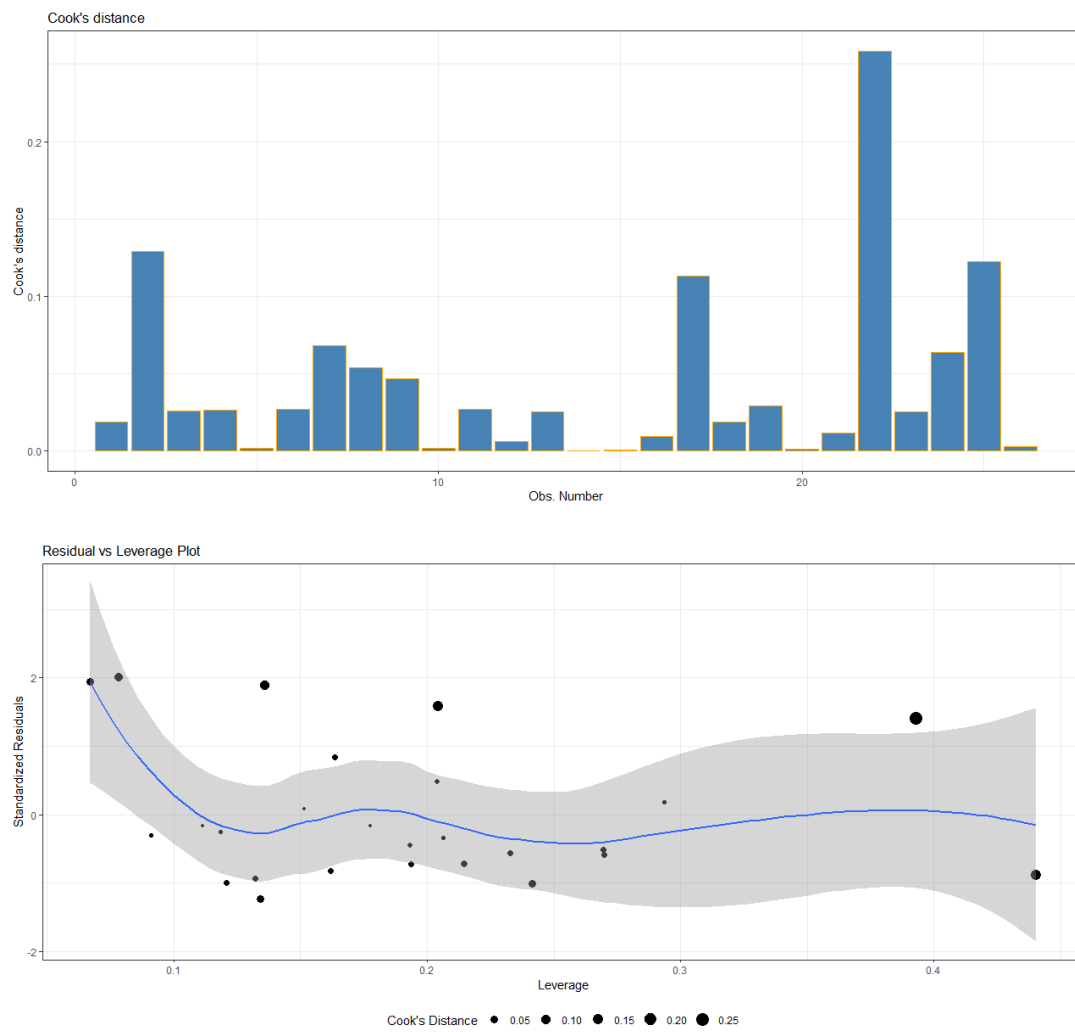 Cook's distance
0.2
0.1
0.0
Cook's distance
0 10 20
Obs. Number
Residual vs Leverage Plot
2
0
-2
Standardized Residuals
0.1 0.2 0.3 0.4
Leverage
Cook's Distance 0.05 0.10 0.15 0.20 0.25